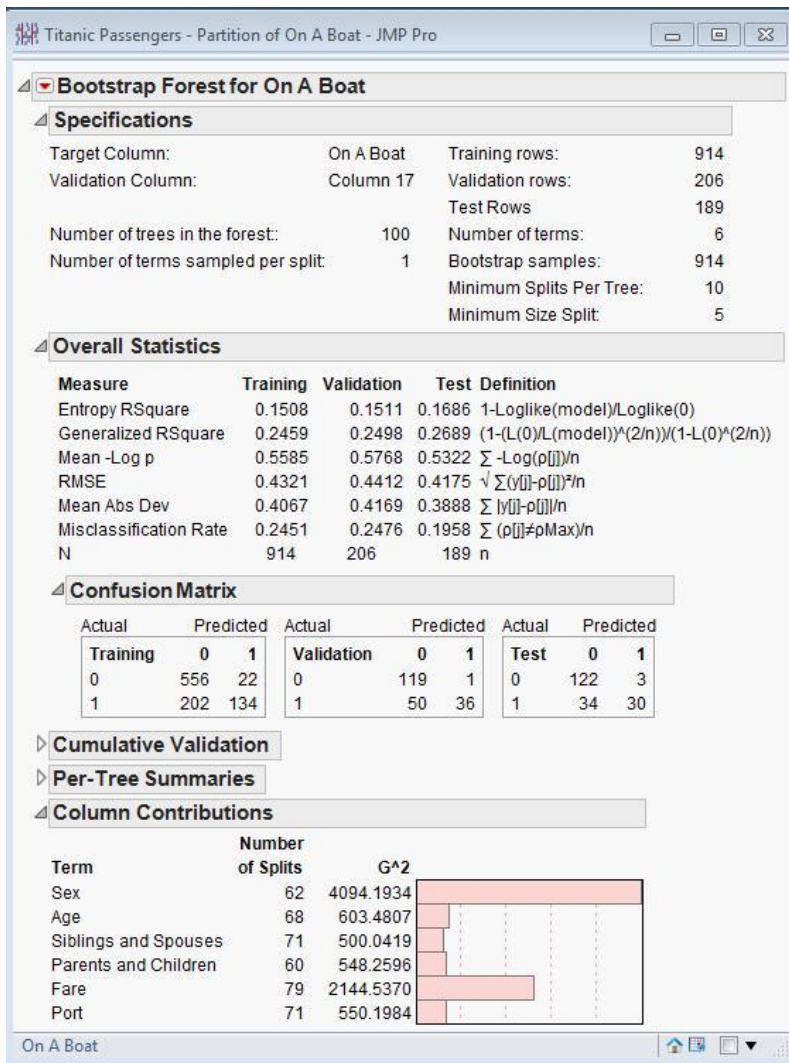 Titanic Passengers - Partition of On A Boat - JMP Pro
Bootstrap Forest for On A Boat
Specifications
Target Column: On A Boat Training rows: 914
Validation Column: Column 17 Validation rows: 206
Test Rows 189
Number of trees in the forest:: 100 Number of terms: 6
Number of terms sampled per split: 1 Bootstrap samples: 914
Minimum Splits Per Tree: 10
Minimum Size Split: 5
Overall Statistics
Measure Training Validation Test Definition
Entropy RSquare 0.1508 0.1511 0.1686 1-Loglike(model)/Loglike(0)
Generalized RSquare 0.2459 0.2498 0.2689 (1-(L(0)/L(model))^(2/n))/(1-L(0)^(2/n))
Mean -Log p 0.5585 0.5768 0.5322 ∑ -Log(ρ[j])/n
RMSE 0.4321 0.4412 0.4175 √ ∑(y[j]-ρ[j])²/n
Mean Abs Dev 0.4067 0.4169 0.3888 ∑ |y[j]-ρ[j]|/n
Misclassification Rate 0.2451 0.2476 0.1958 ∑ (ρ[j]≠ρMax)/n
N 914 206 189 n
Confusion Matrix
Actual Predicted Actual Predicted Actual Predicted
Training 0 1 Validation 0 1 Test 0 1
0 556 22 0 119 1 0 122 3
1 202 134 1 50 36 1 34 30
Cumulative Validation
Per-Tree Summaries
Column Contributions
Number
Term of Splits G^2
Sex 62 4094.1934
Age 68 603.4807
Siblings and Spouses 71 500.0419
Parents and Children 60 548.2596
Fare 79 2144.5370
Port 71 550.1984
On A Boat